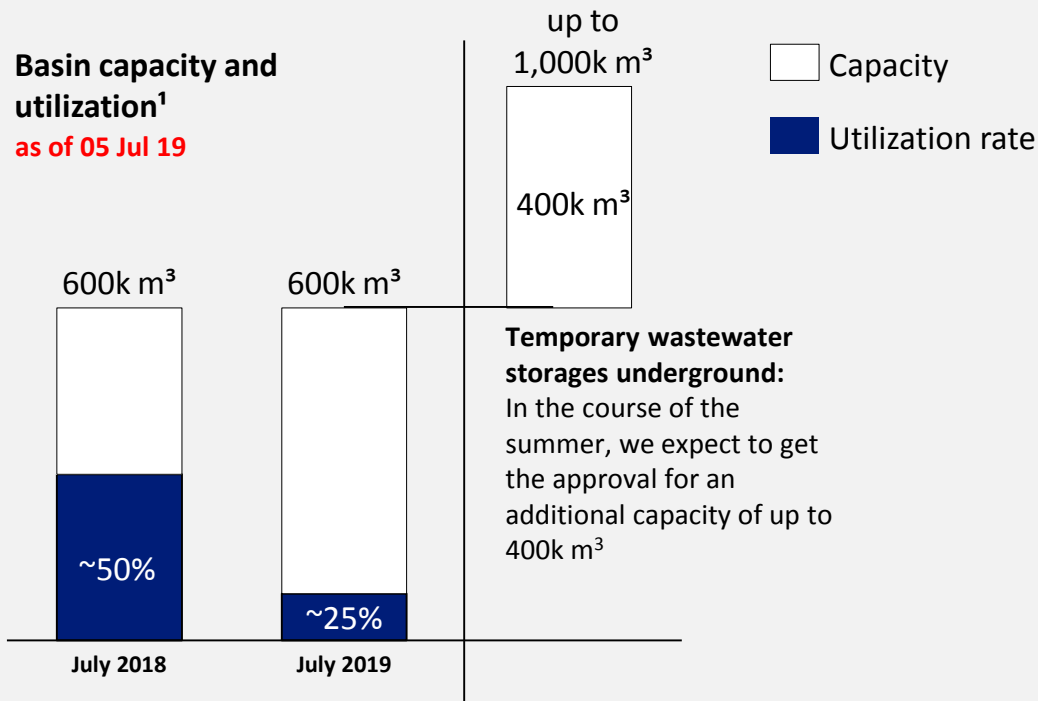 Basin capacity and
utilization¹
as of 05 Jul 19
up to
1,000k m³
Capacity
Utilization rate
400k m³
600k m³
600k m³
Temporary wastewater
storages underground:
In the course of the
summer, we expect to get
the approval for an
additional capacity of up to
400k m³
~50%
~25%
July 2018
July 2019